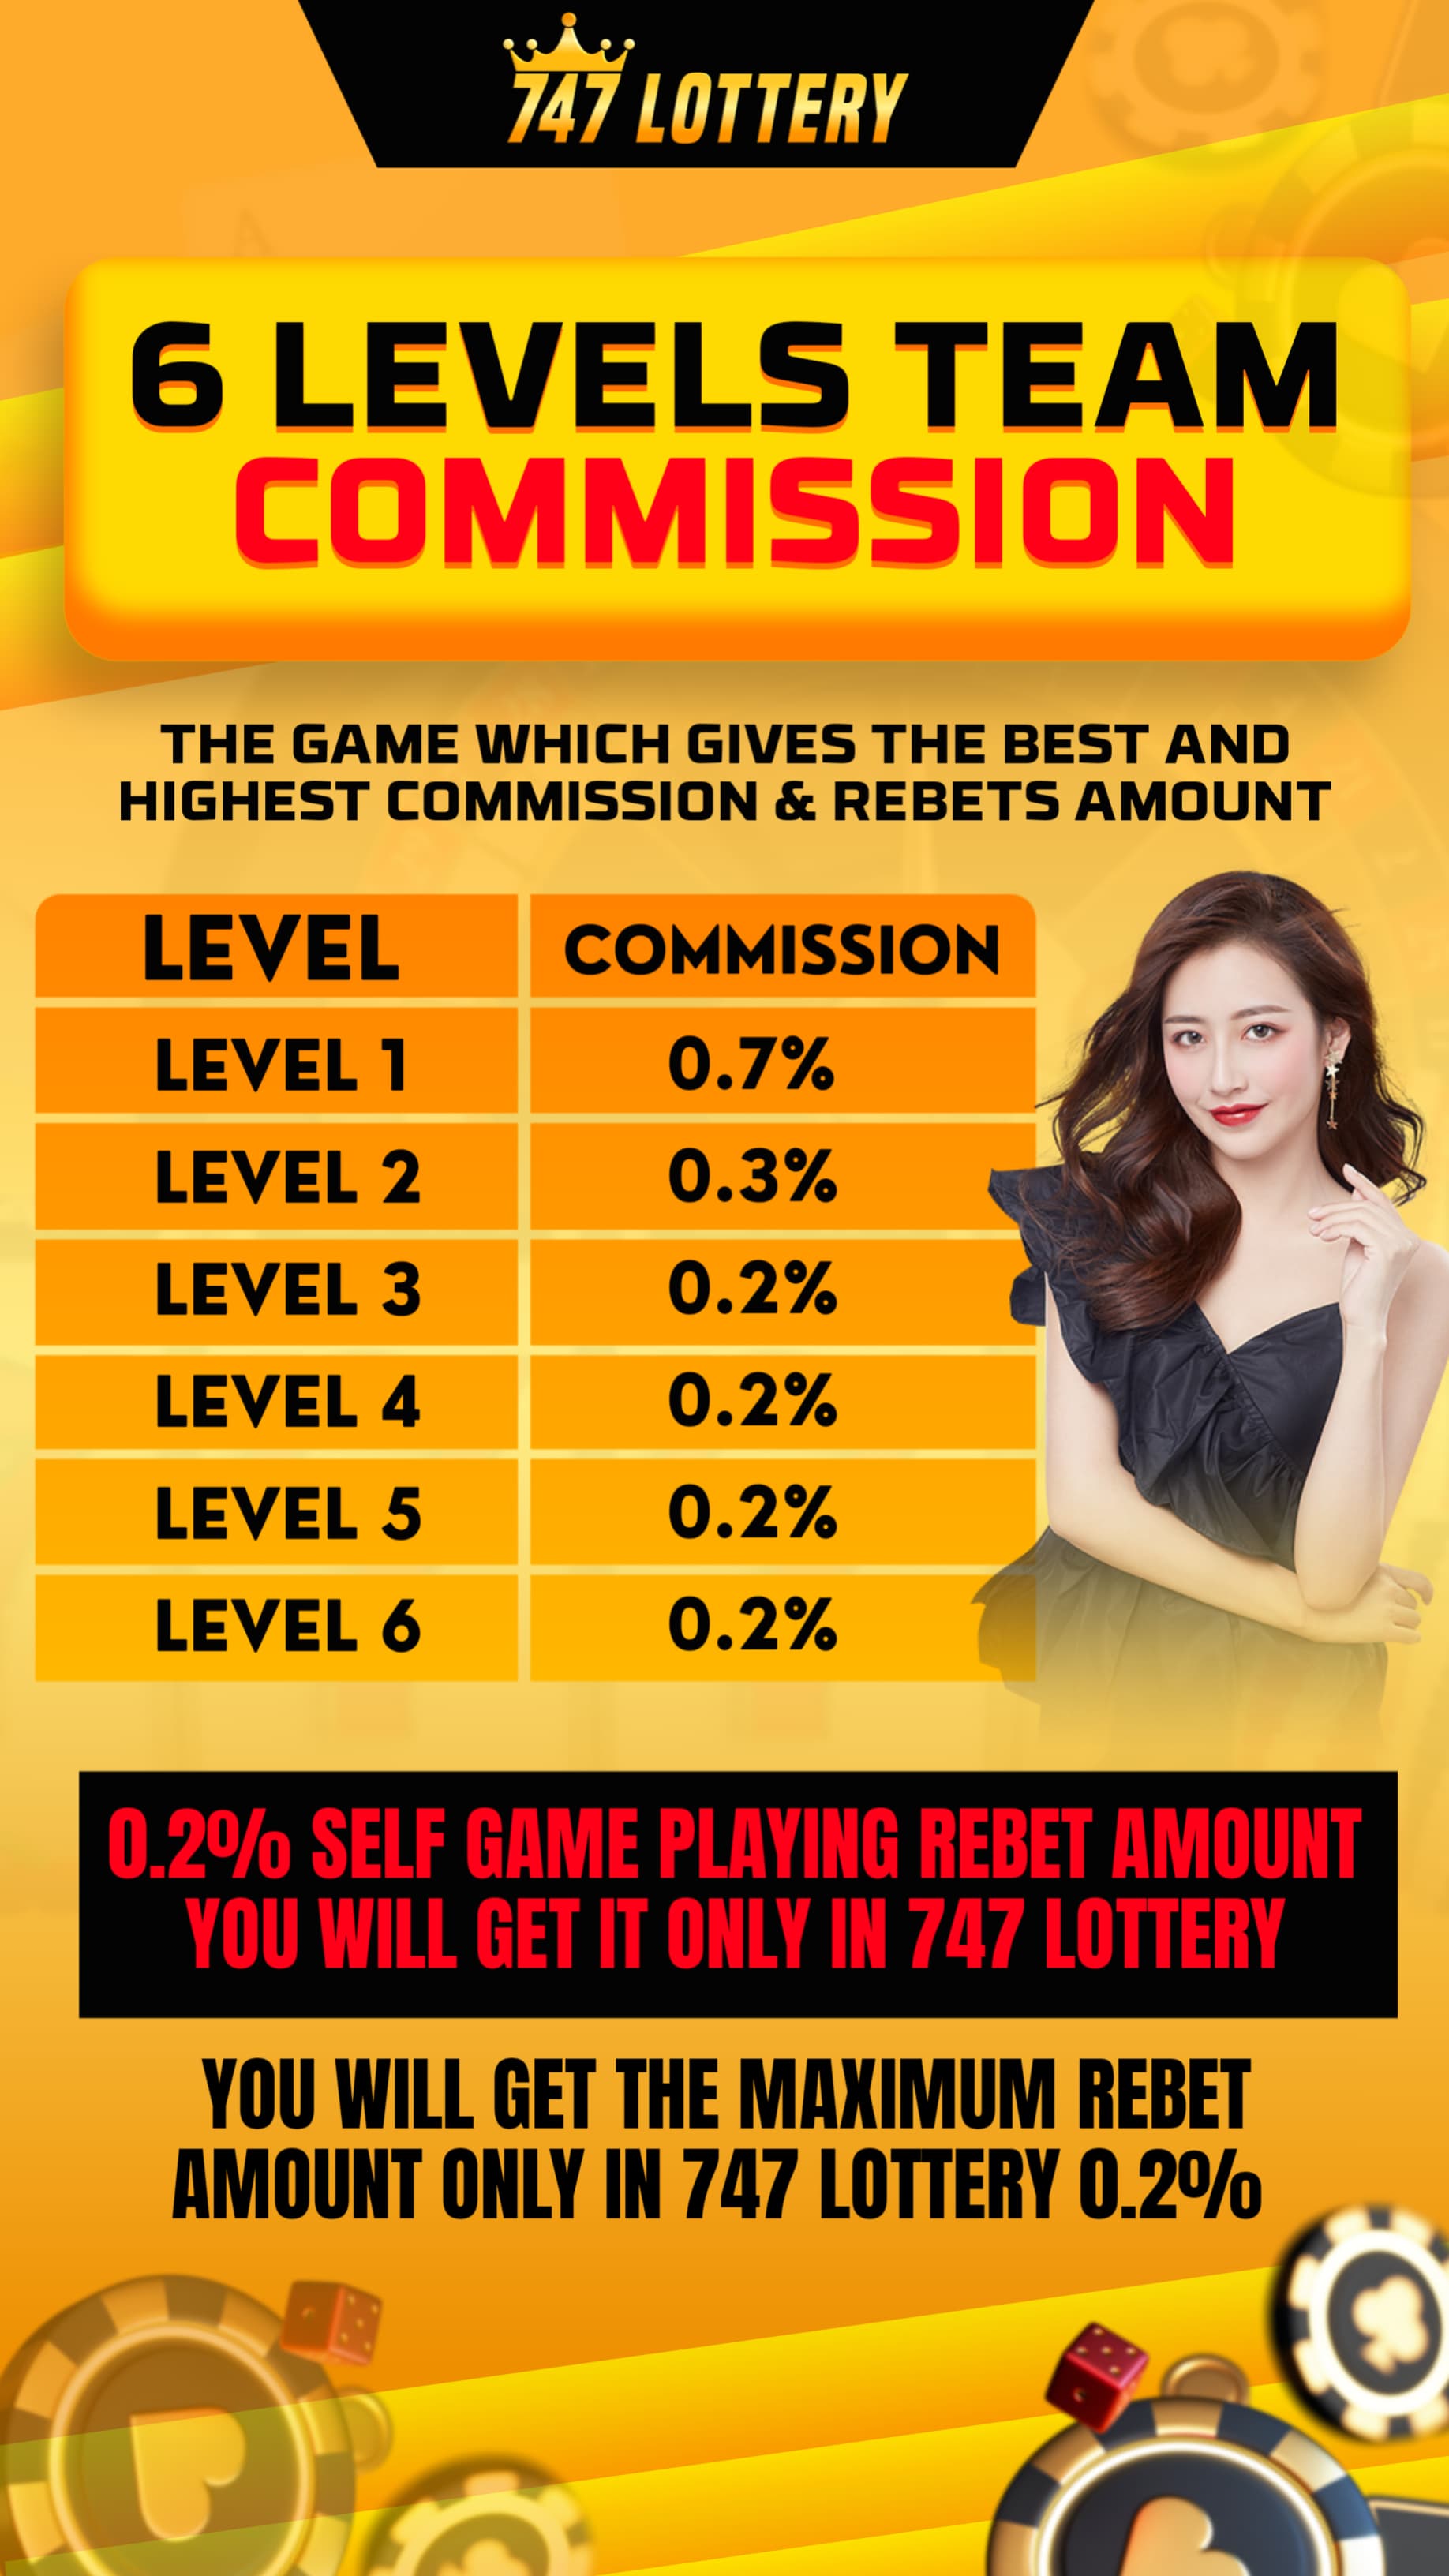 747 LOTTERY
6 LEVELS TEAM
COMMISSION
THE GAME WHICH GIVES THE BEST AND
HIGHEST COMMISSION & REBETS AMOUNT
LEVEL COMMISSION
LEVEL 1 0.7%
LEVEL 2 0.3%
LEVEL 3 0.2%
LEVEL 4 0.2%
LEVEL 5 0.2%
LEVEL 6 0.2%
0.2% SELF GAME PLAYING REBET AMOUNT
YOU WILL GET IT ONLY IN 747 LOTTERY
YOU WILL GET THE MAXIMUM REBET
AMOUNT ONLY IN 747 LOTTERY 0.2%